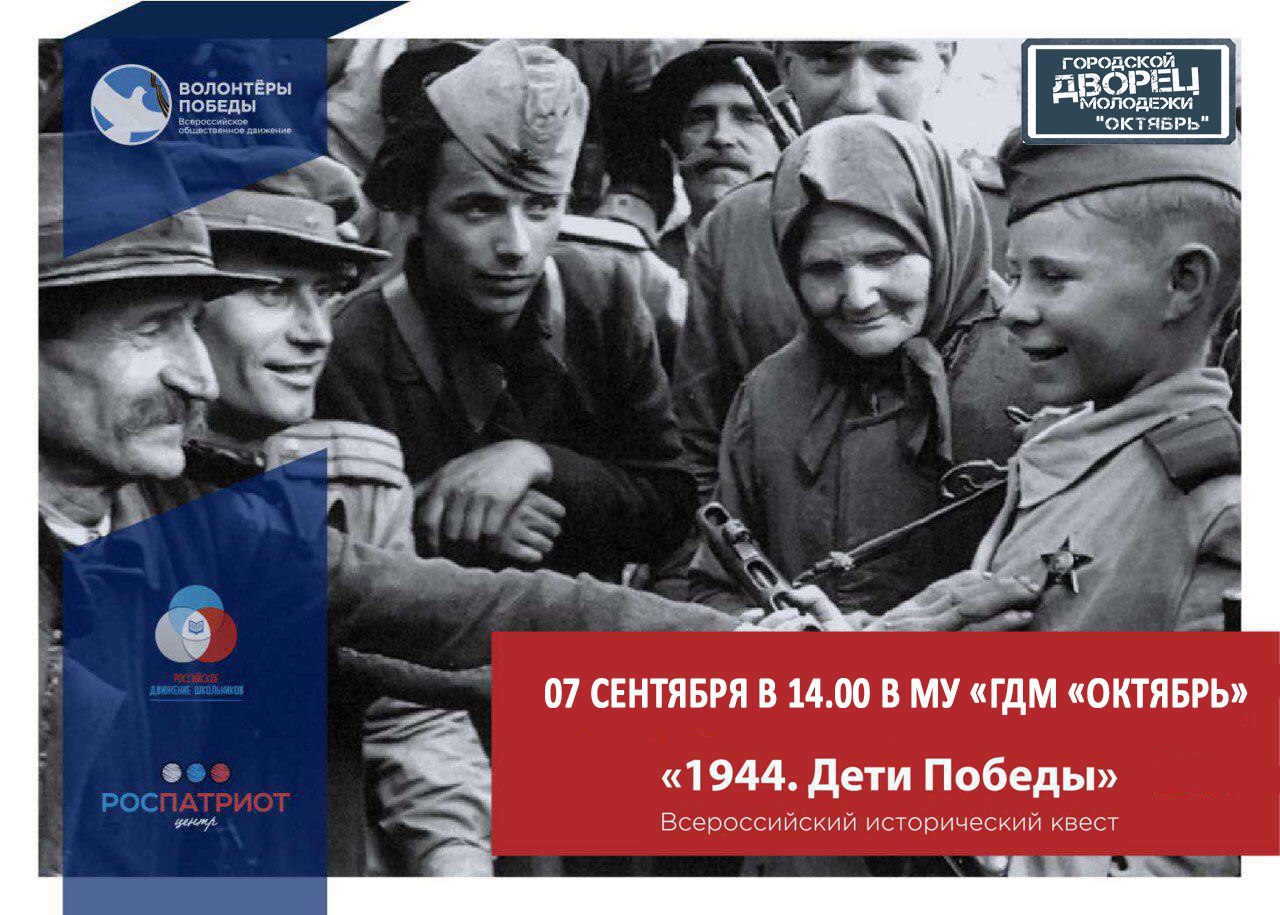 ВОЛОНТЁРЫ
ПОБЕДЫ
Всероссийское
общественное движение
ГОРОДСКОЙ
ДВОРЕЦ
МОЛОДЕЖИ
"ОКТЯБРЬ"
РОССИЙСКОЕ
ДВИЖЕНИЕ ШКОЛЬНИКОВ
РОСПАТРИОТ
центр
07 СЕНТЯБРЯ В 14.00 В МУ «ГДМ «ОКТЯБРЬ»
«1944. Дети Победы»
Всероссийский исторический квест